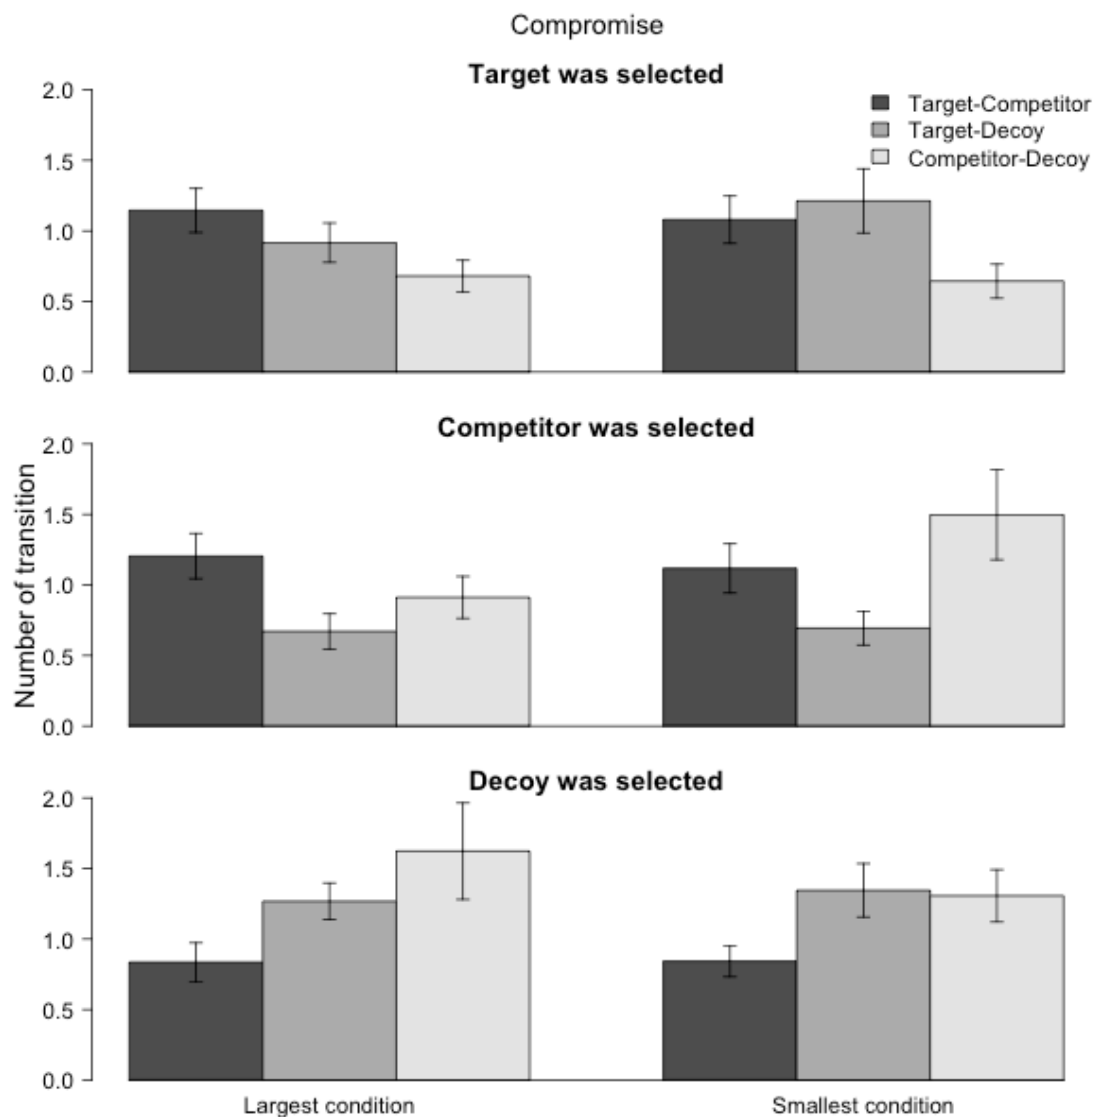 Compromise
Target was selected
2.0
1.5
1.0
0.5
0.0
Target-Competitor
Target-Decoy
Competitor-Decoy
Number of transition
Competitor was selected
2.0
1.5
1.0
0.5
0.0
Decoy was selected
2.0
1.5
1.0
0.5
0.0
Largest condition
Smallest condition